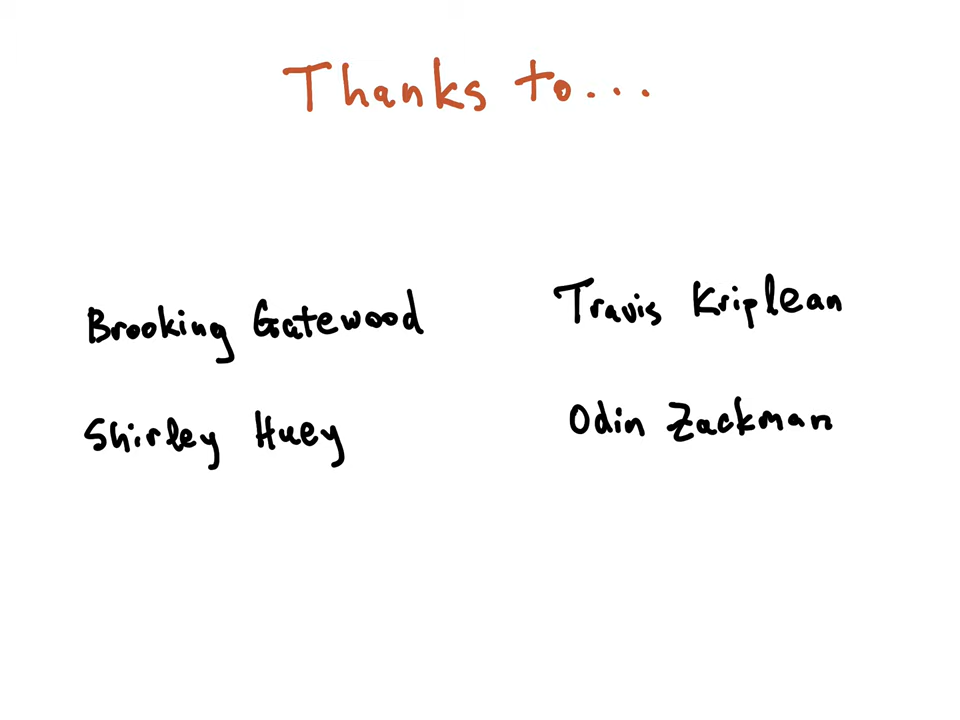 Thanks to...
Brooking Gatewood
Shirley Huey
Travis Kriplean
Odin Zackman